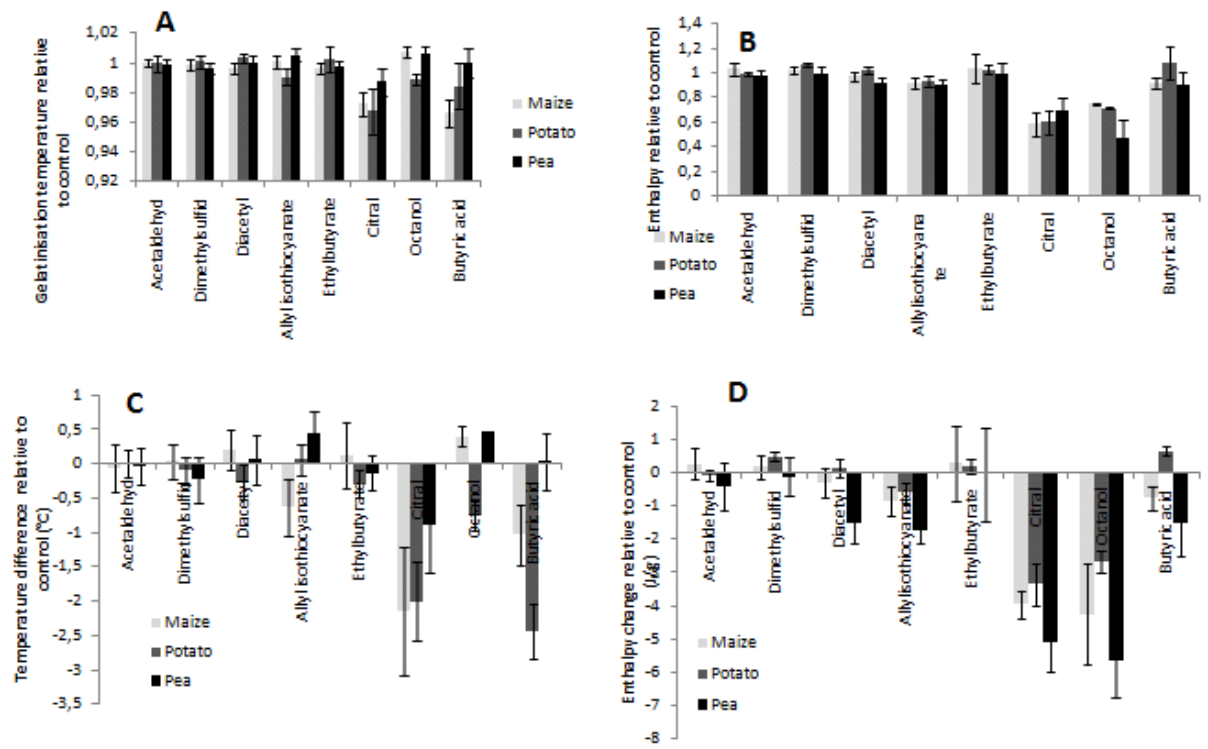 A
Gelatinisation temperature relative
to control
1,02
1
0,98
0,96
0,94
0,92
Acetaldehyd
Dimethylsulfid
Diacetyl
Allyl isothiocyanate
Ethylbutyrate
Citral
Octanol
Butyric acid
Maize
Potato
Pea
B
Enthalpy relative to control
1,4
1,2
1
0,8
0,6
0,4
0,2
0
Acetaldehyd
Dimethylsulfid
Diacetyl
Allylisothiocyana
te
Ethylbutyrate
Citral
Octanol
Butyric acid
Maize
Potato
Pea
C
Temperature difference relative to
control (°C)
1
0,5
0
-0,5
-1
-1,5
-2
-2,5
-3
-3,5
Acetaldehyd
Dimethylsulfid
Diacetyl
Allyl isothiocyanate
Ethylbutyrate
Citral
Octanol
Butyric acid
Maize
Potato
Pea
D
Enthalpy change relative to control
(J/g)
2
1
0
-1
-2
-3
-4
-5
-6
-7
-8
Acetaldehyd
Dimethylsulfid
Diacetyl
Allylisothiocyanate
Ethylbutyrate
Citral
Octanol
Butyric acid
Maize
Potato
Pea